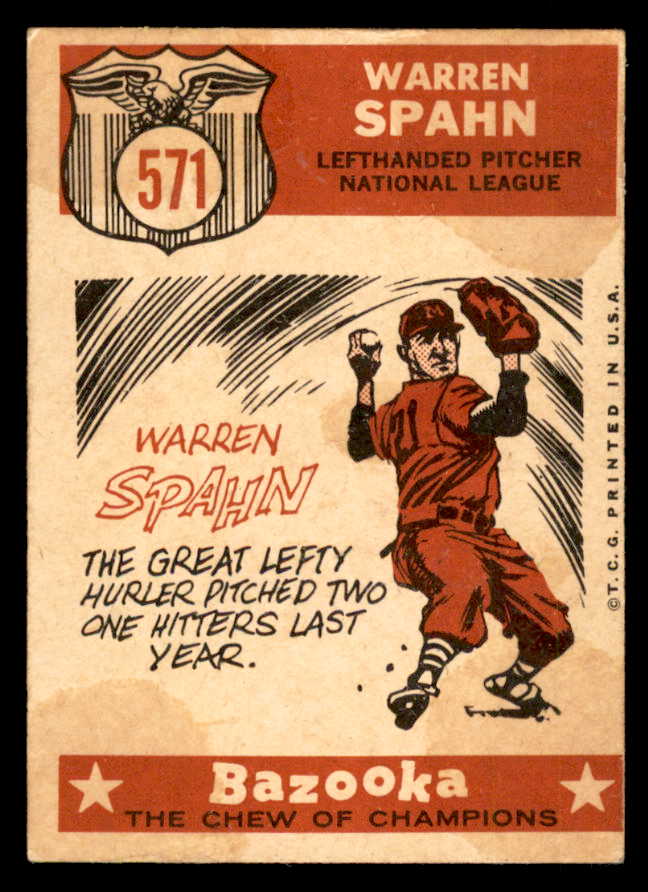 571
WARREN
SPAHN
LEFTHANDED PITCHER
NATIONAL LEAGUE
WARREN
SPAHN
THE GREAT LEFTY
HURLER PITCHED TWO
ONE HITTERS LAST
YEAR.
21
©T.C.G. PRINTED IN U.S.A.
Bazooka
THE CHEW OF CHAMPIONS